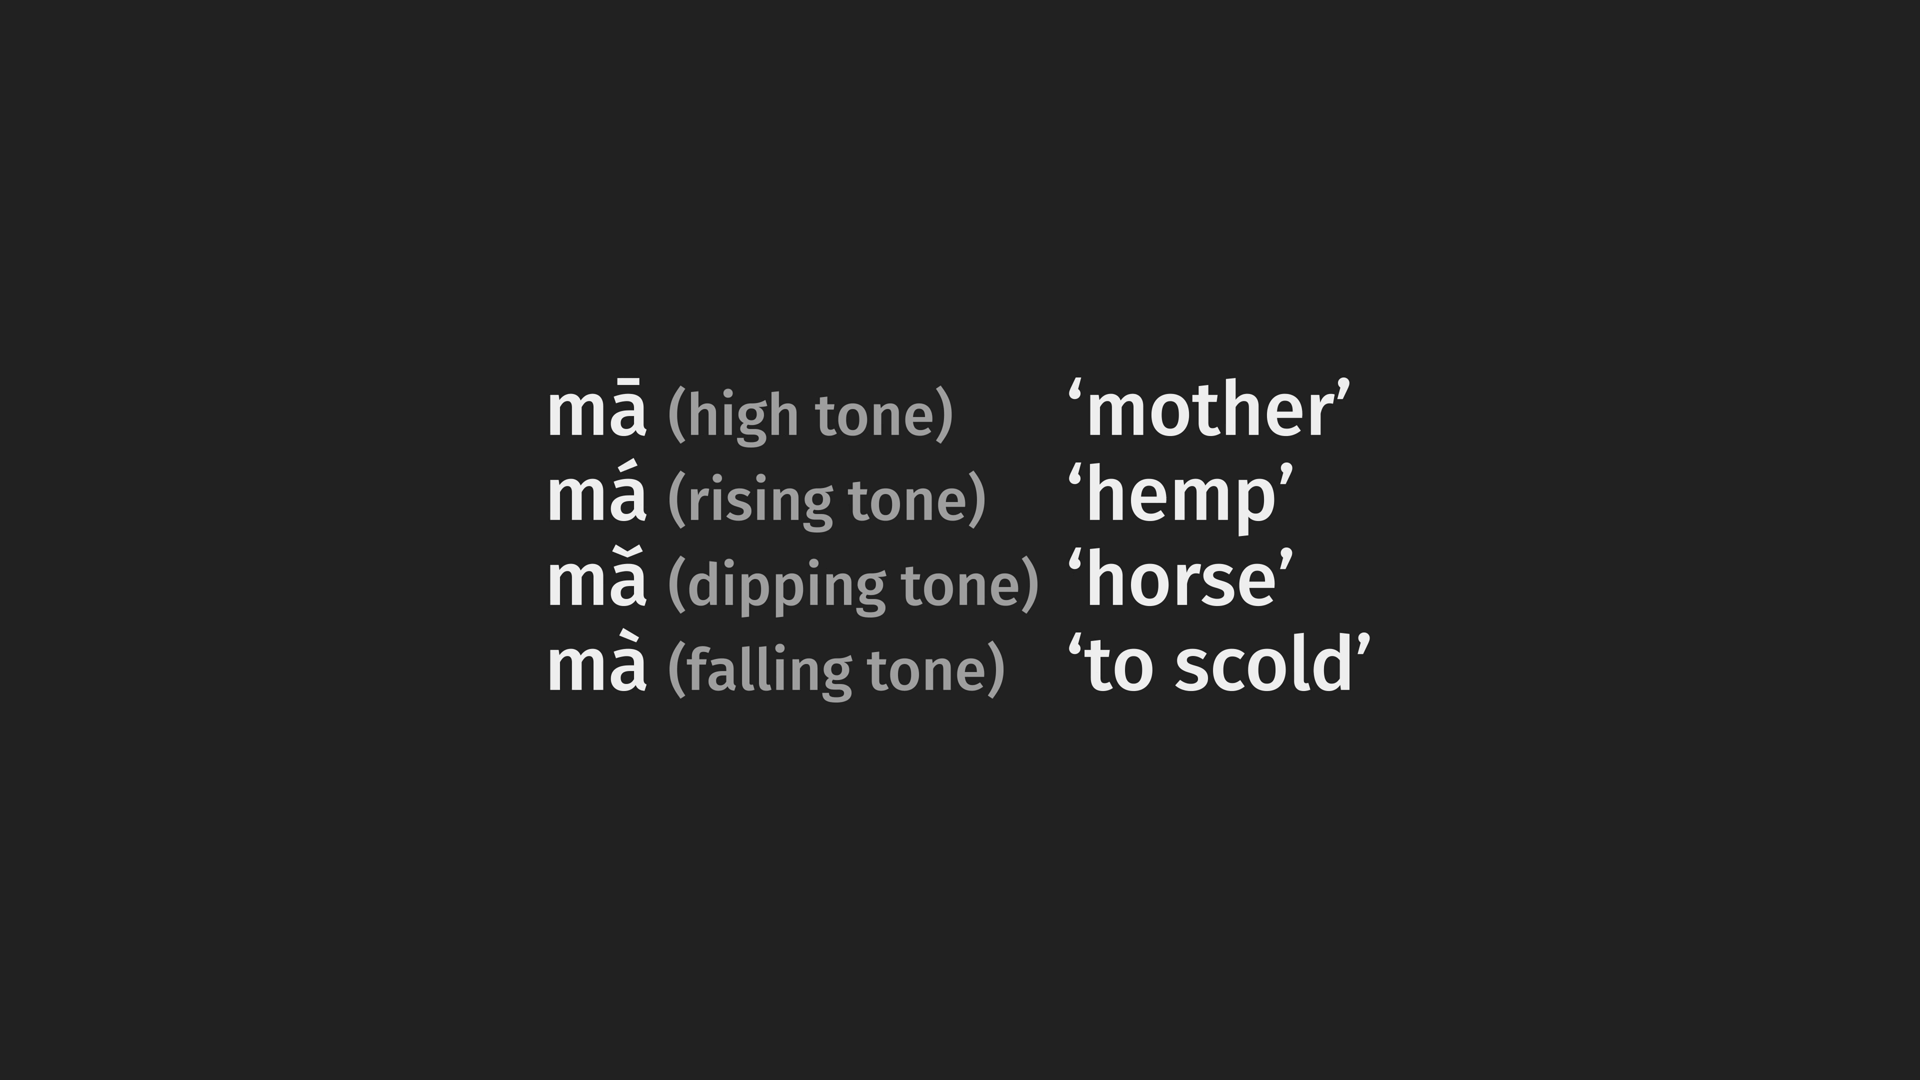 mā (high tone) ‘mother’
má (rising tone) ‘hemp’
mǎ (dipping tone) ‘horse’
mà (falling tone) ‘to scold’